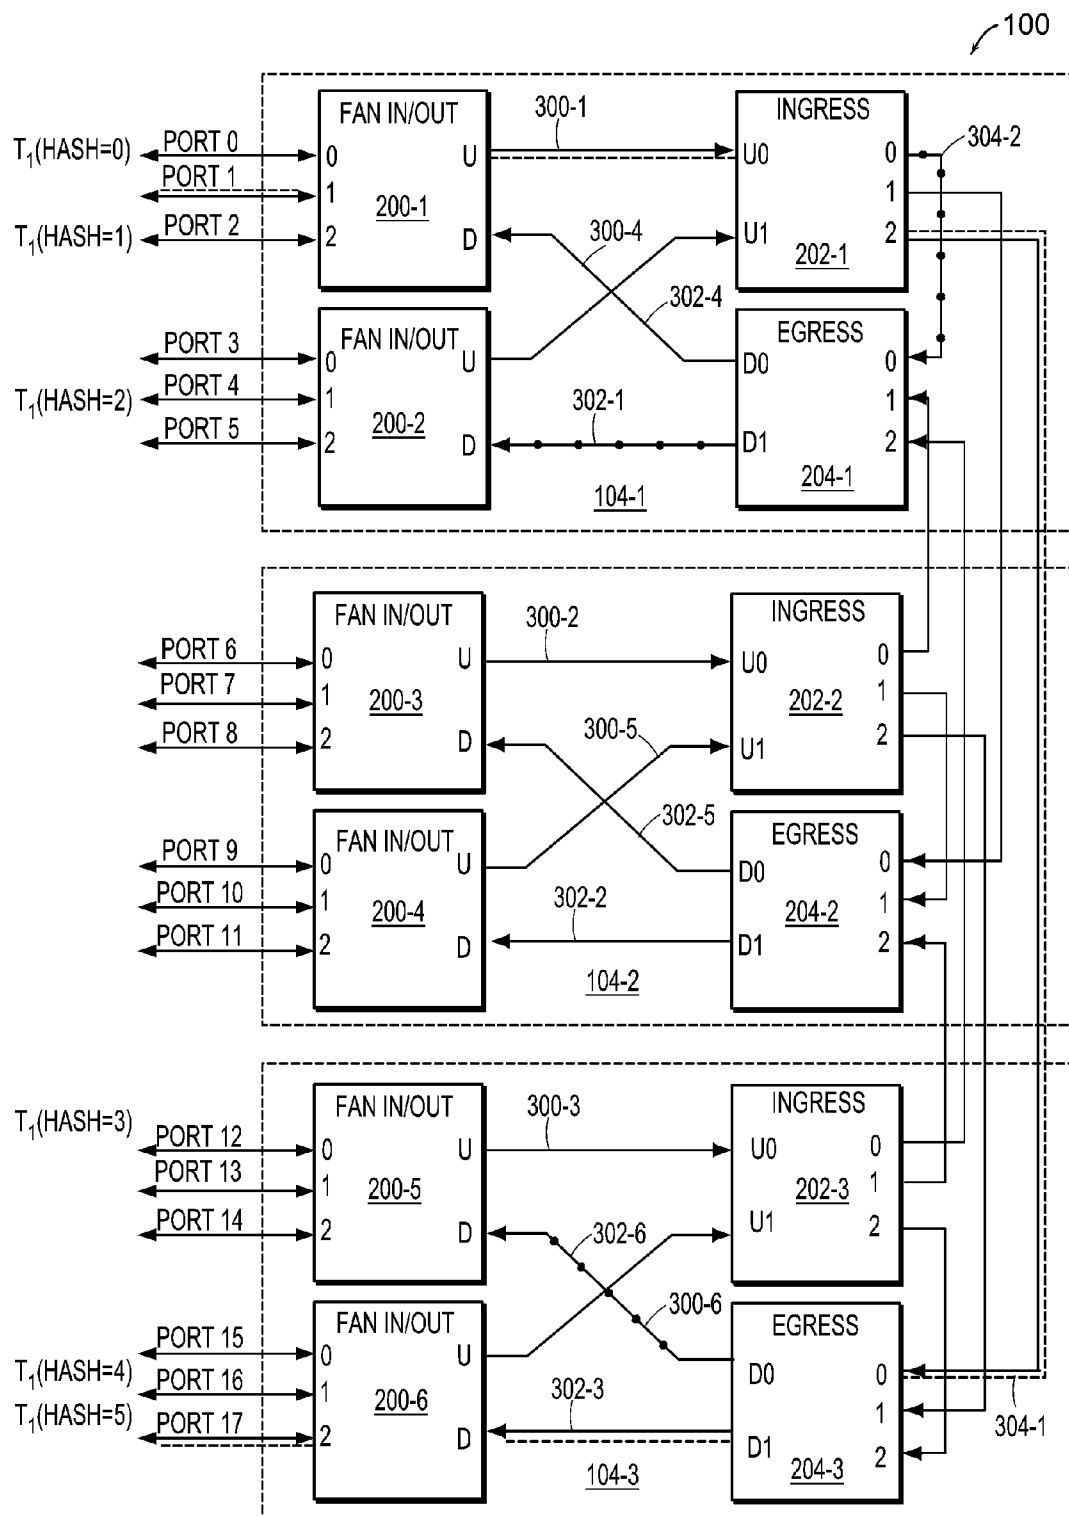 100
FAN IN/OUT
300-1
INGRESS
304-2
T1(HASH=0)
PORT 0
0
U
U0
0
PORT 1
1
200-1
1
T1(HASH=1)
PORT 2
2
D
300-4
U1
2
202-1
302-4
FAN IN/OUT
EGRESS
PORT 3
0
U
D0
0
T1(HASH=2)
PORT 4
1
302-1
1
200-2
PORT 5
2
D
D1
2
104-1
204-1
FAN IN/OUT
300-2
INGRESS
PORT 6
0
U
U0
0
PORT 7
1
200-3
202-2
1
PORT 8
2
D
300-5
U1
2
302-5
FAN IN/OUT
EGRESS
PORT 9
0
U
D0
0
PORT 10
1
200-4
302-2
204-2
1
PORT 11
2
D
D1
2
104-2
T1(HASH=3)
FAN IN/OUT
300-3
INGRESS
PORT 12
0
U
U0
0
PORT 13
1
200-5
202-3
1
PORT 14
2
D
302-6
U1
2
300-6
FAN IN/OUT
EGRESS
PORT 15
0
U
D0
0
T1(HASH=4)
PORT 16
1
200-6
302-3
1
304-1
T1(HASH=5)
PORT 17
2
D
D1
2
104-3
204-3